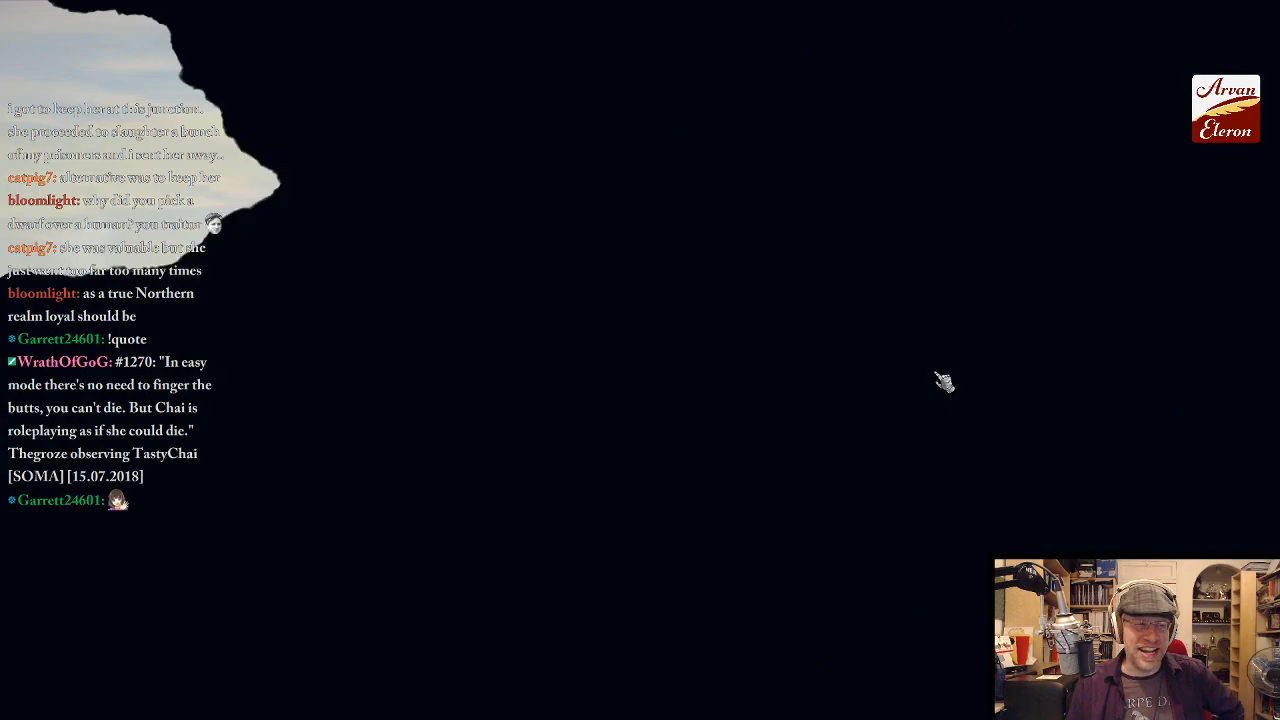 i got to keep her at this junction.
she proceeded to slaughter a bunch
of my prisoners and i sent her away..
catpig7: alternative was to keep her
bloomlight: why did you pick a
dwarf over a human? you traitor
catpig7: she was valuable but she
just went too far too many times
bloomlight: as a true Northern
realm loyal should be
Garrett24601: !quote
WrathOfGoG: #1270: "In easy
mode there's no need to finger the
butts, you can't die. But Chai is
roleplaying as if she could die."
Thegroze observing TastyChai
[SOMA] [15.07.2018]
Garrett24601:
Arvan
Eleron